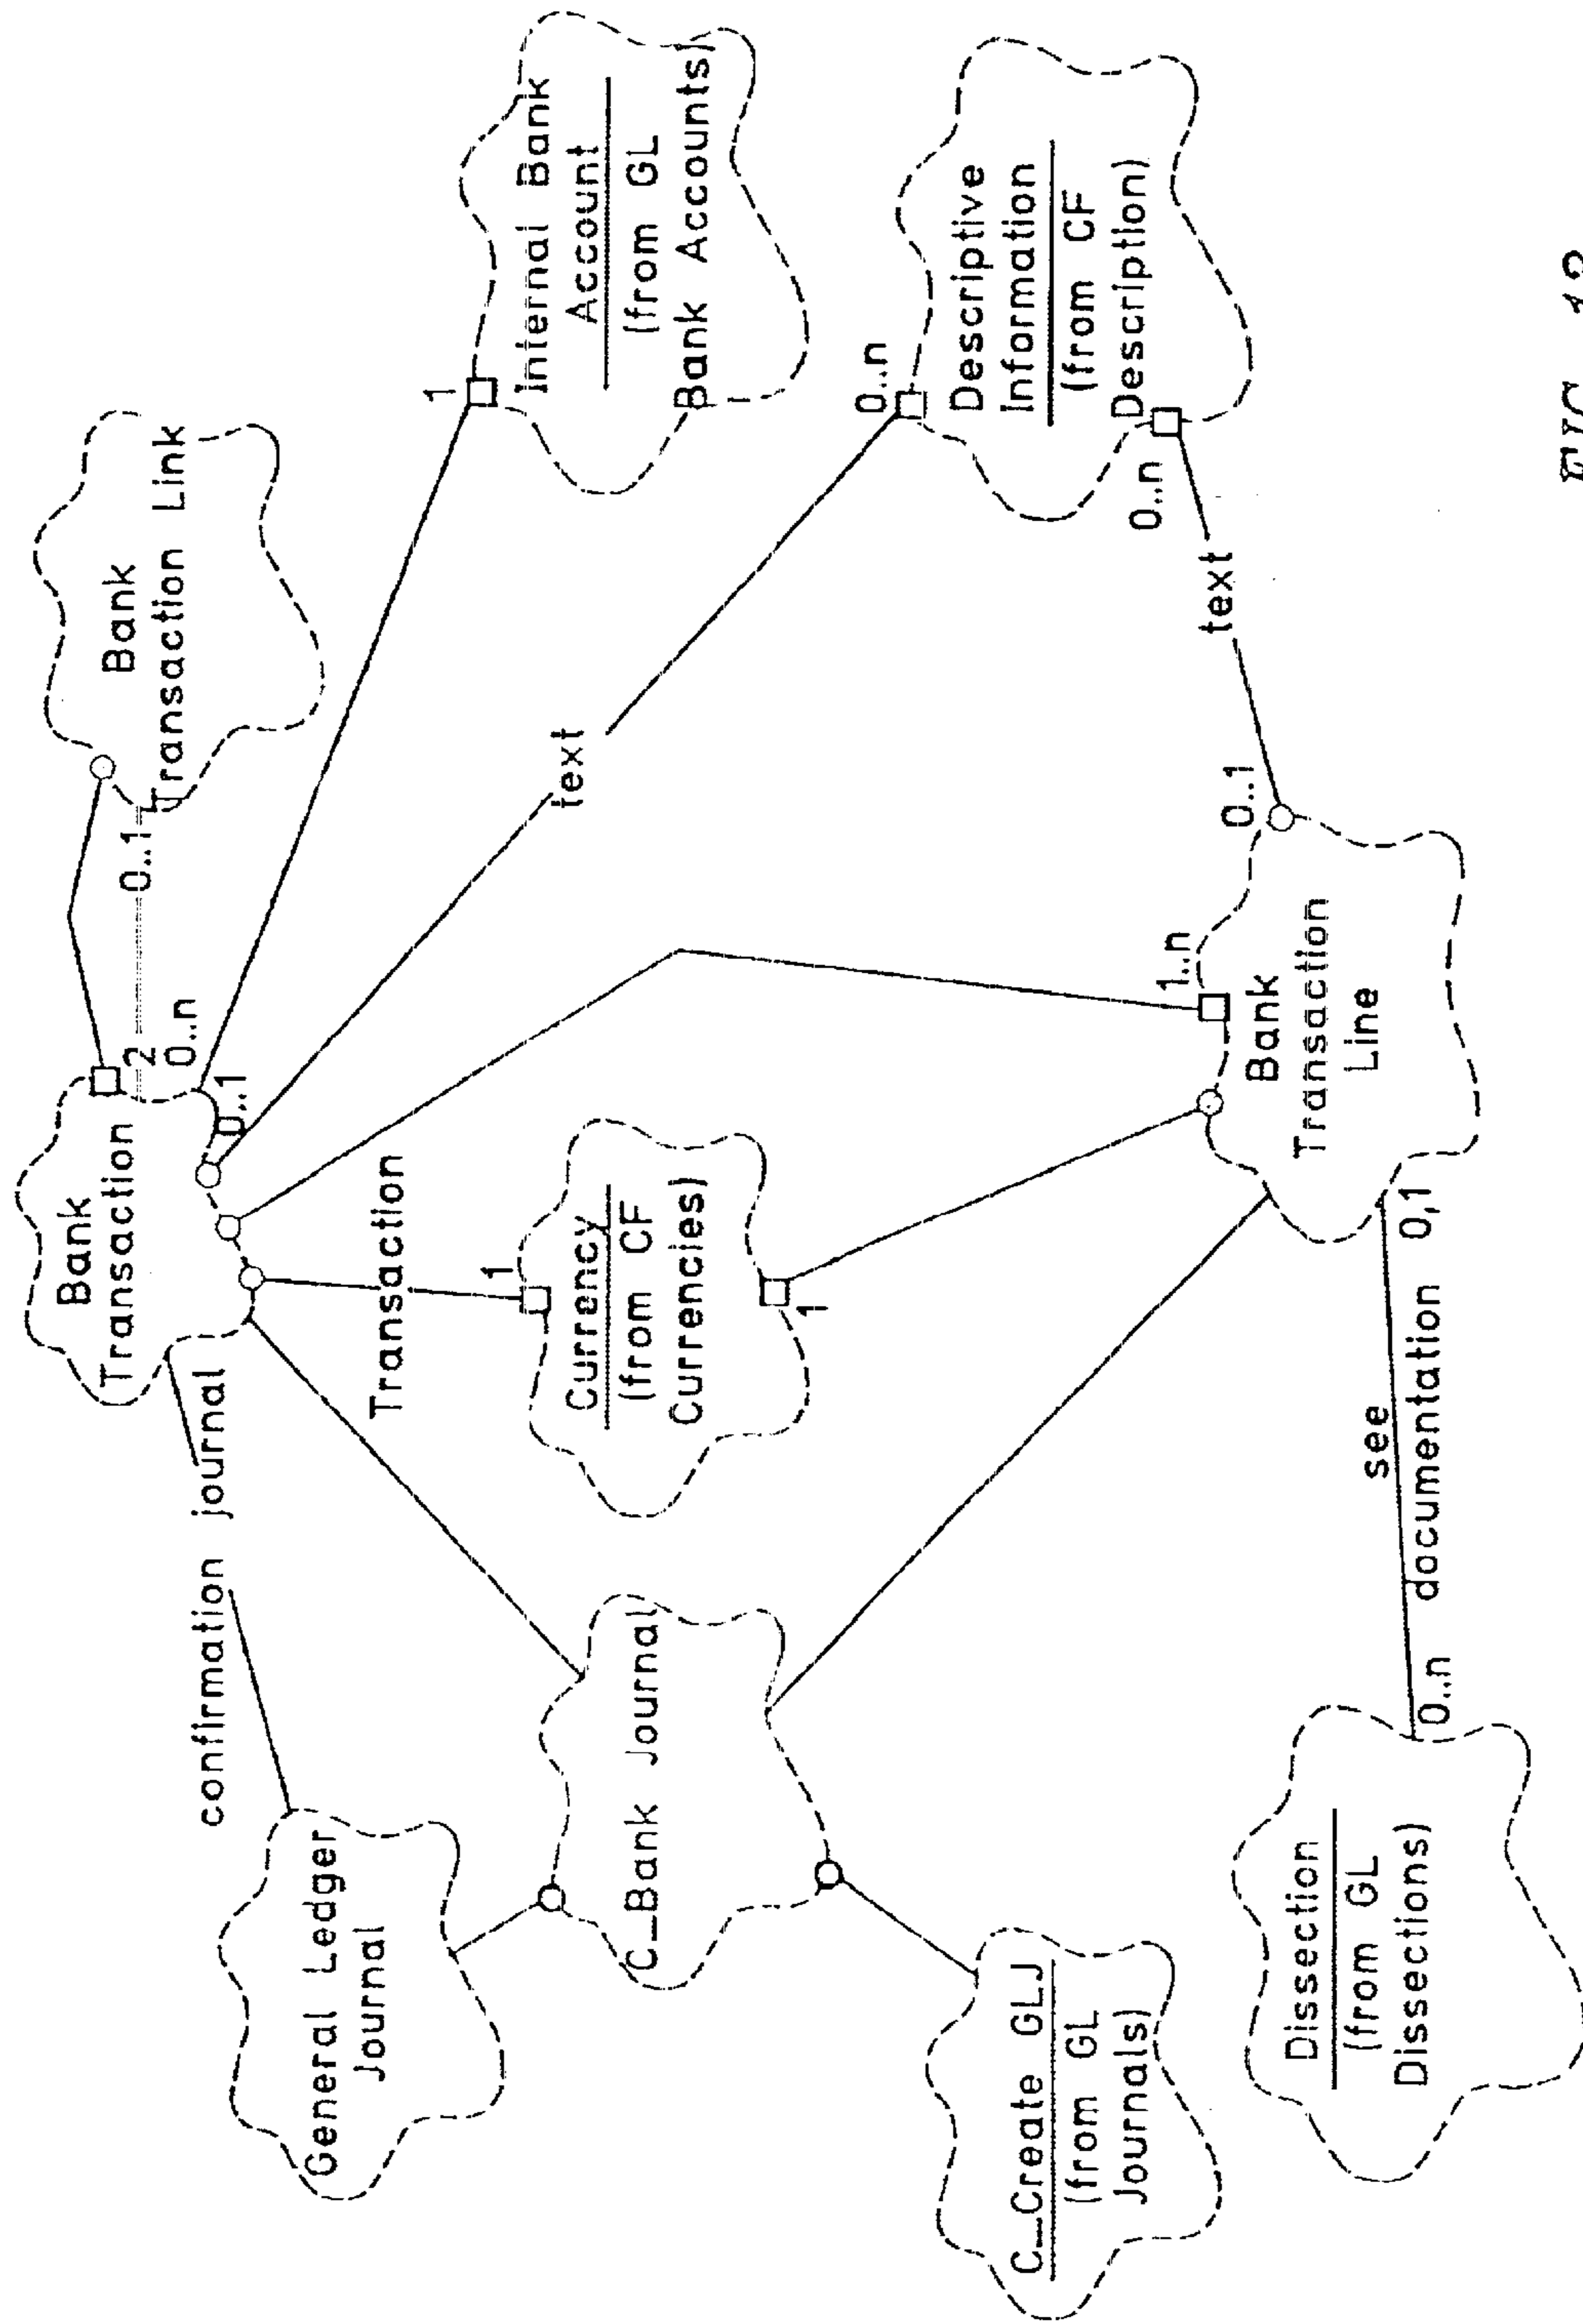 Bank
Transaction
Bank
Transaction Link
2
0..1
0..n
0..1
1
Internal Bank
Account
(from GL
Bank Accounts)
confirmation journal
General Ledger
Journal
Transaction
1
Currency
(from CF
Currencies)
1
text
0..n
Descriptive
Information
(from CF
Description)
0..n
text
0..1
C_Bank Journal
1..n
Bank
Transaction
Line
C_Create GLJ
(from GL
Journals)
0,1
see
documentation
0..n
Dissection
(from GL
Dissections)